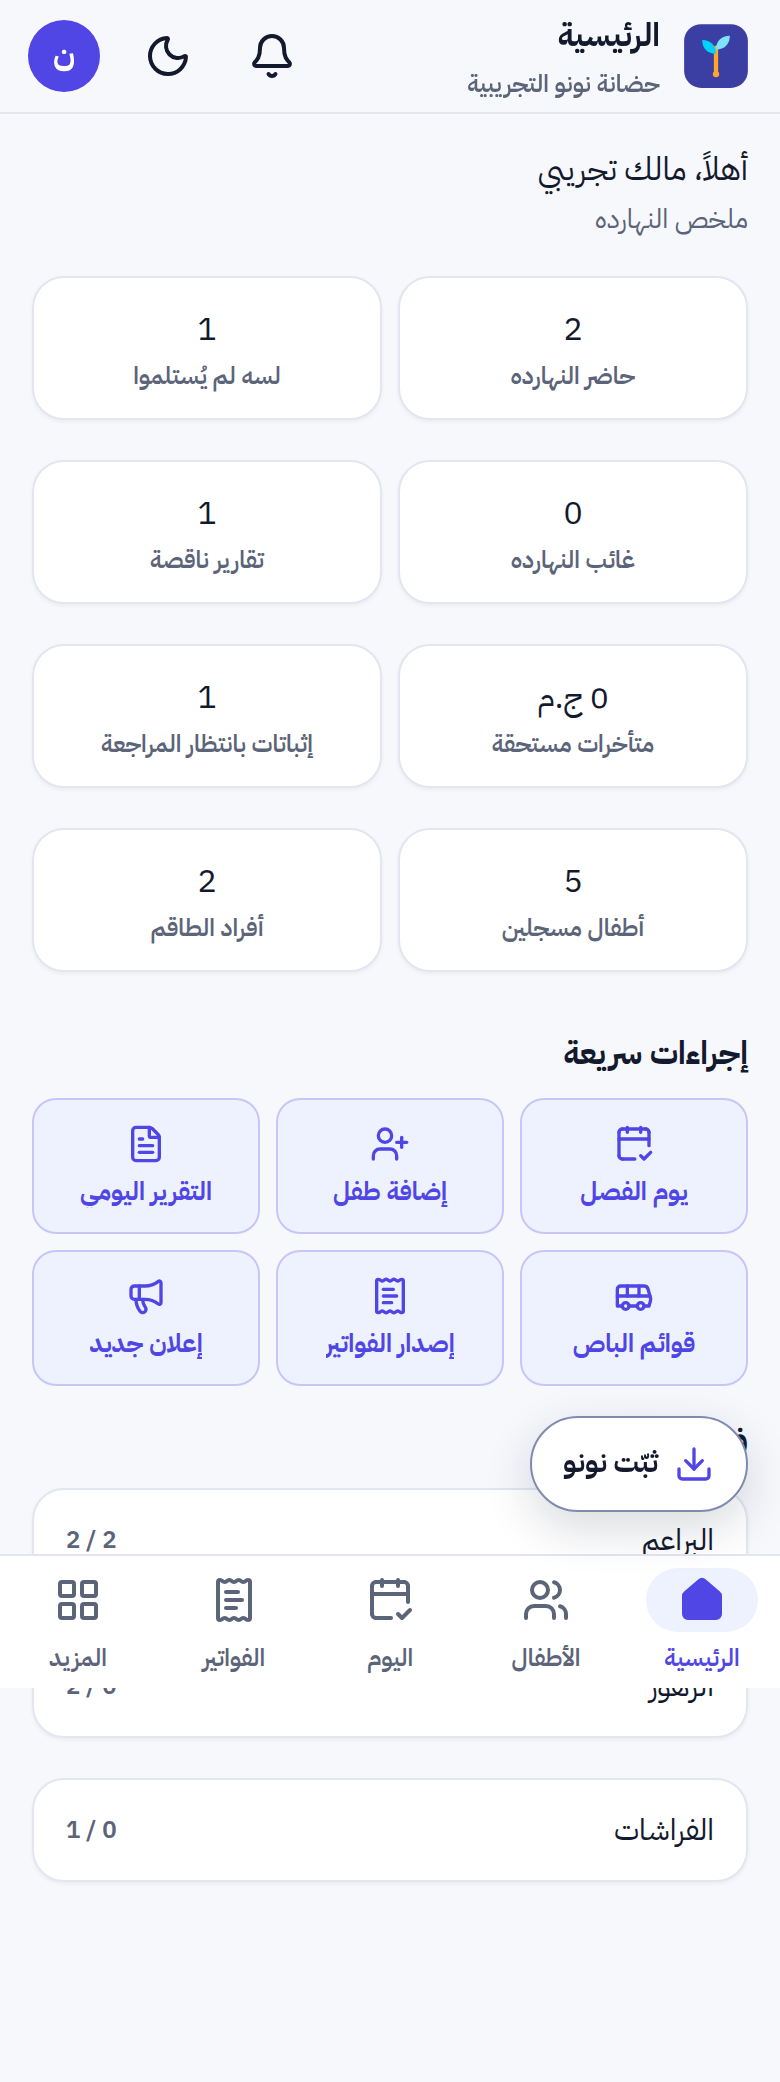 الرئيسية
حضانة نونو التجريبية
ن
أهلاً، مالك تجريبي
ملخص النهارده
2
حاضر النهارده
1
لسه لم يُستلموا
0
غائب النهارده
1
تقارير ناقصة
0 ج.م
متأخرات مستحقة
1
إثباتات بانتظار المراجعة
5
أطفال مسجلين
2
أفراد الطاقم
إجراءات سريعة
يوم الفصل
إضافة طفل
التقرير اليومى
قوائم الباص
إصدار الفواتير
إعلان جديد
ثبّت نونو
البراعم
2 / 2
الرئيسية
الأطفال
اليوم
الفواتير
المزيد
الفراشات
1 / 0